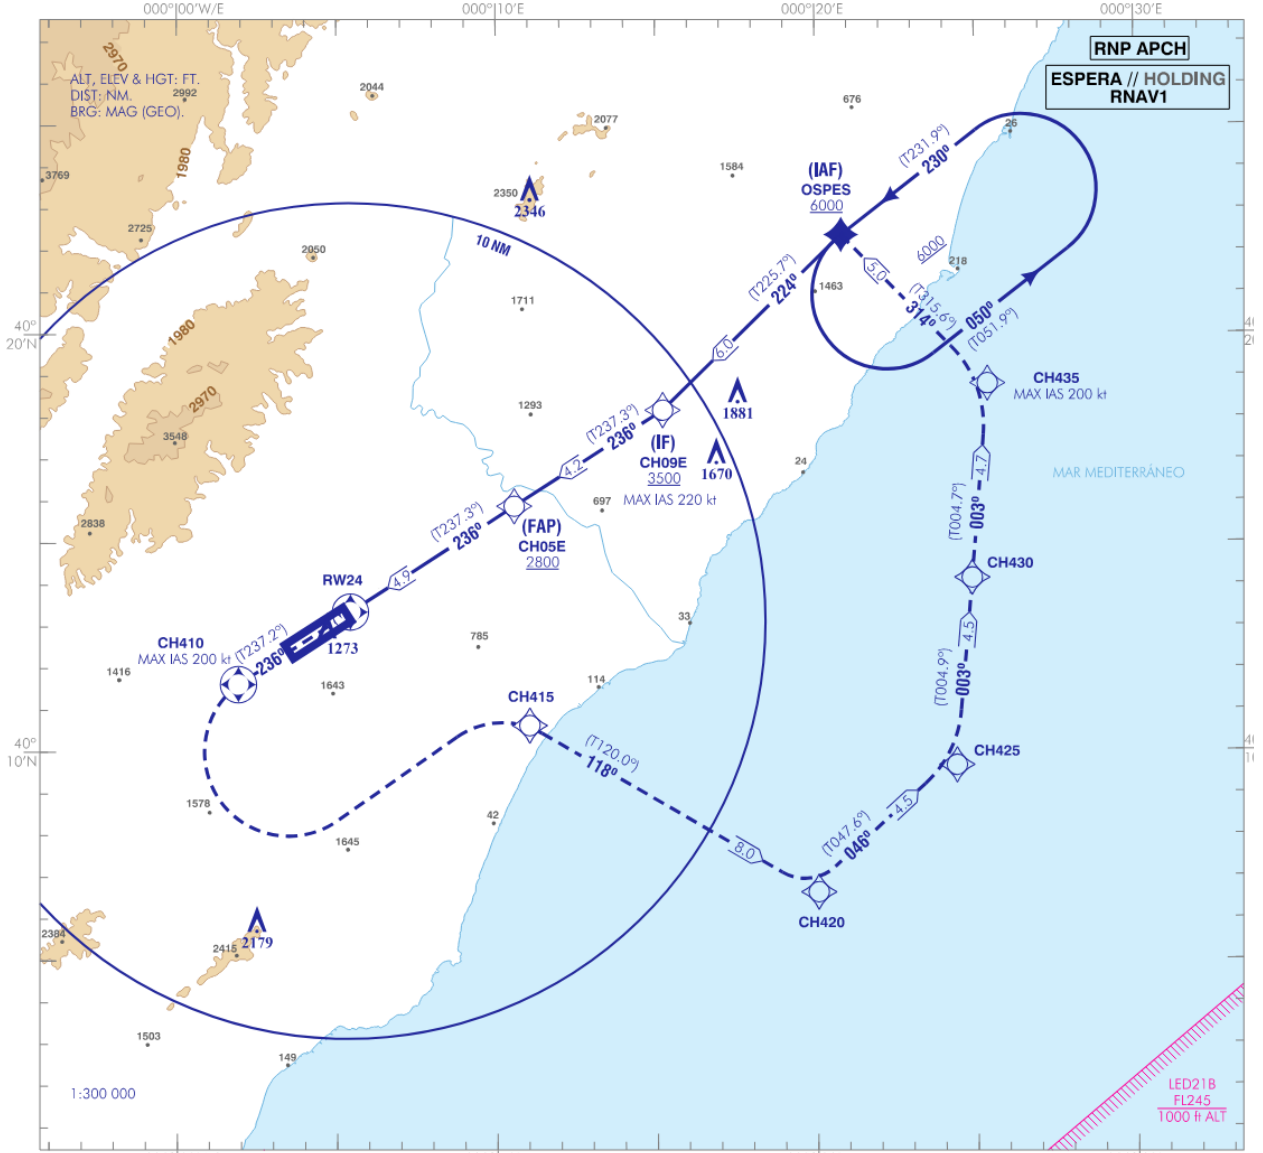 000°00'W/E
000°10'E
000°20'E
000°30'E
RNP APCH
ESPERA // HOLDING
RNAV1
ALT, ELEV & HGT: FT.
DIST: NM.
BRG: MAG (GEO).
2970
2992
2044
676
26
2077
1980
3769
1584
(T231.9°)
230°
(IAF)
OSPES
6000
2350
2346
2725
2050
10 NM
6000
218
5.0
1463
(T225.7°)
224°
(T315.6°)
314°
050°
(T051.9°)
1711
40°
20'N
1980
6.0
CH435
MAX IAS 200 kt
2970
1293
1881
3548
(T237.3°)
236°
(IF)
CH09E
3500
MAX IAS 220 kt
1670
24
4.2
4.7
MAR MEDITERRÁNEO
697
2838
(T237.3°)
236°
(FAP)
CH05E
2800
(T004.7°)
003°
CH430
RW24
4.9
33
4.5
CH410
MAX IAS 200 kt
(T237.2°)
236°
1273
785
1416
1643
114
(T004.9°)
003°
CH415
40°
10'N
(T120.0°)
118°
CH425
1578
42
4.5
1645
8.0
(T047.6°)
046°
CH420
2384
2415
2179
1503
149
1:300 000
LED21B
FL245
1000 ft ALT